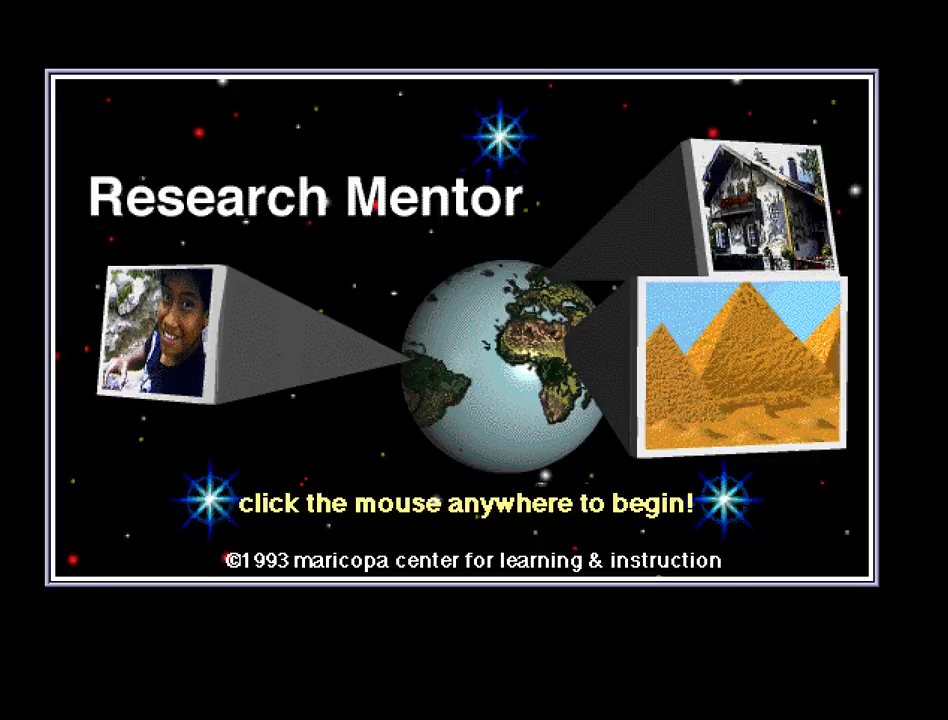 Research Mentor
click the mouse anywhere to begin!
©1993 maricopa center for learning & instruction